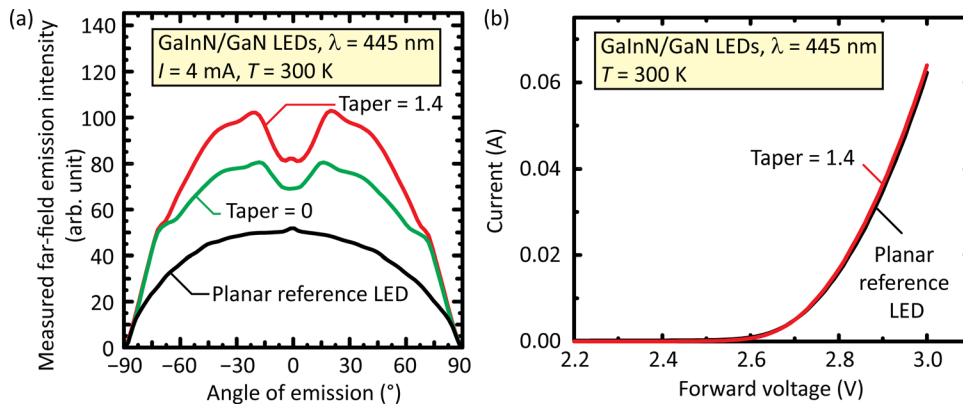 (a)
Measured far-field emission intensity
(arb. unit)
140
120
100
80
60
40
20
0
GaInN/GaN LEDs, λ = 445 nm
I = 4 mA, T = 300 K
Taper = 1.4
Taper = 0
Planar reference LED
−90 −60 −30 0 30 60 90
Angle of emission (°)
(b)
Current (A)
0.06
0.04
0.02
0.00
GaInN/GaN LEDs, λ = 445 nm
T = 300 K
Taper = 1.4
Planar
reference
LED
2.2 2.4 2.6 2.8 3.0
Forward voltage (V)